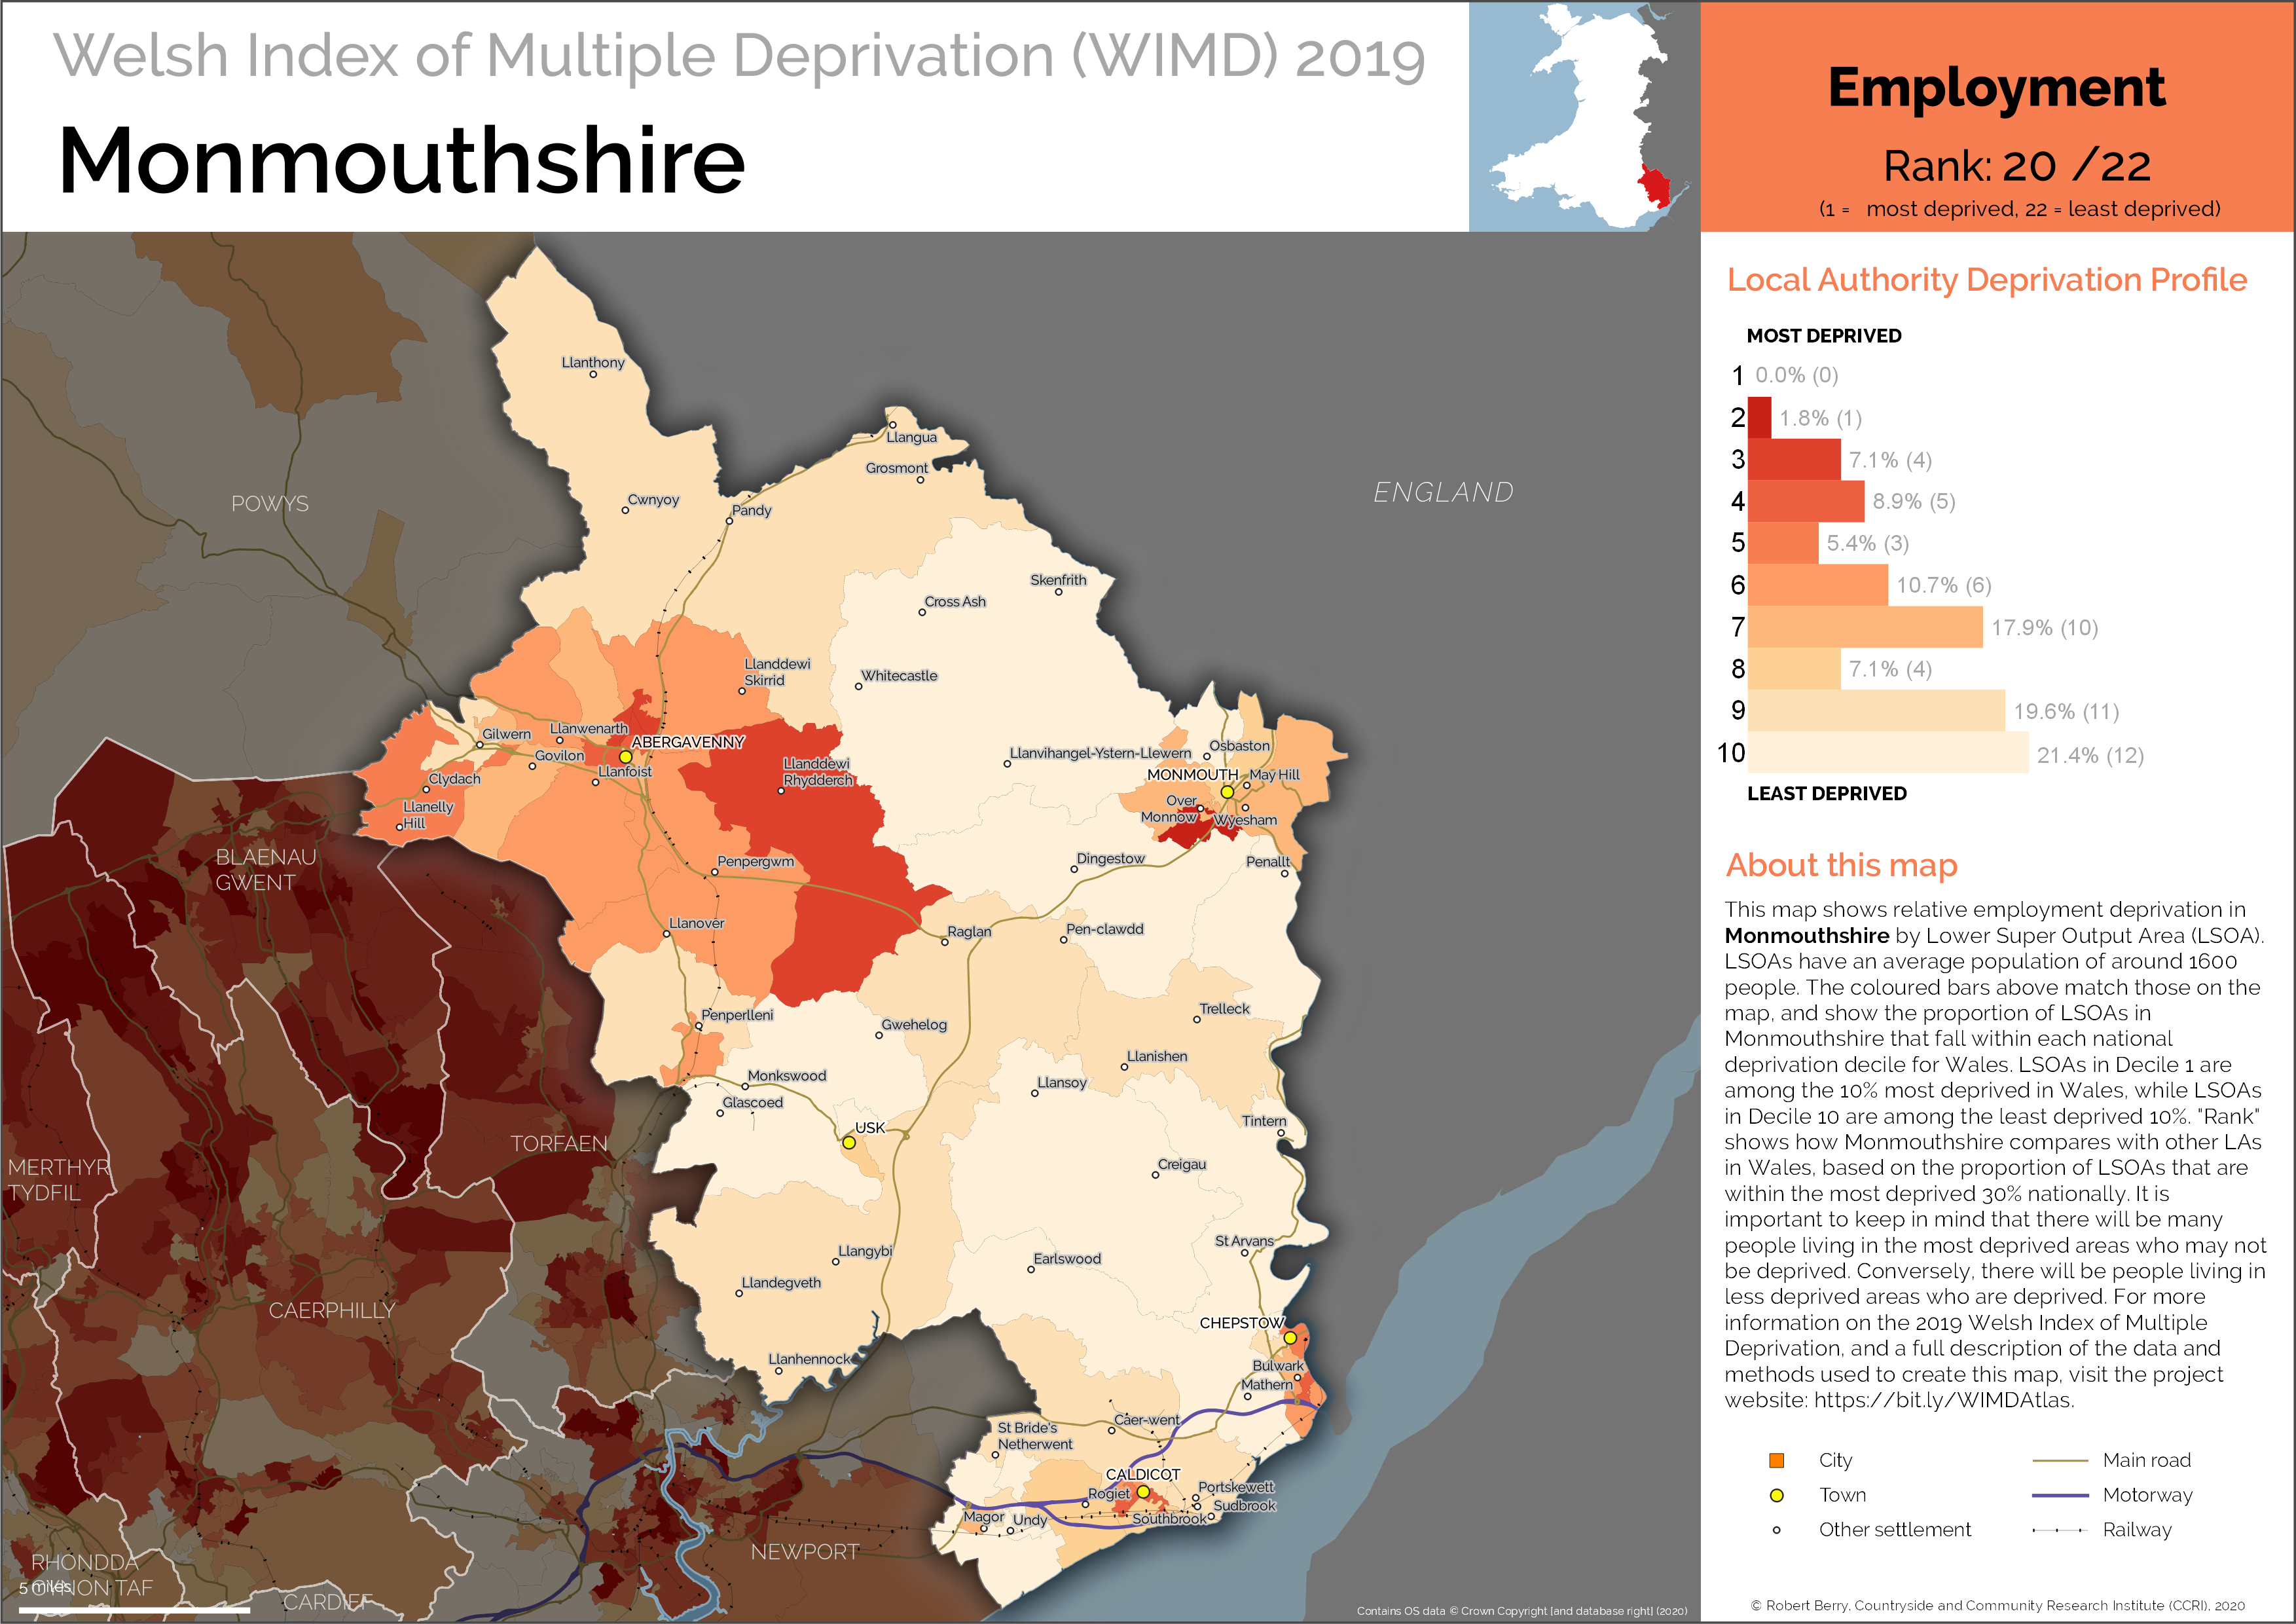 Welsh Index of Multiple Deprivation (WIMD) 2019
Monmouthshire
Employment
Rank: 20 /22
(1 = most deprived, 22 = least deprived)
Local Authority Deprivation Profile
MOST DEPRIVED
1 0.0% (0)
2 1.8% (1)
3 7.1% (4)
4 8.9% (5)
5 5.4% (3)
6 10.7% (6)
7 17.9% (10)
8 7.1% (4)
9 19.6% (11)
10 21.4% (12)
LEAST DEPRIVED
About this map
This map shows relative employment deprivation in
Monmouthshire by Lower Super Output Area (LSOA).
LSOAs have an average population of around 1600
people. The coloured bars above match those on the
map, and show the proportion of LSOAs in
Monmouthshire that fall within each national
deprivation decile for Wales. LSOAs in Decile 1 are
among the 10% most deprived in Wales, while LSOAs
in Decile 10 are among the least deprived 10%. "Rank"
shows how Monmouthshire compares with other LAs
in Wales, based on the proportion of LSOAs that are
within the most deprived 30% nationally. It is
important to keep in mind that there will be many
people living in the most deprived areas who may not
be deprived. Conversely, there will be people living in
less deprived areas who are deprived. For more
information on the 2019 Welsh Index of Multiple
Deprivation, and a full description of the data and
methods used to create this map, visit the project
website: https://bit.ly/WIMDAtlas.
City
Main road
Town
Motorway
Other settlement
Railway
© Robert Berry, Countryside and Community Research Institute (CCRI), 2020
Llanthony
Llangua
Grosmont
ENGLAND
POWYS
Cwnyoy
Pandy
Skenfrith
Cross Ash
Llanddewi
Skirrid
Whitecastle
Gilwern
Llanwenarth
ABERGAVENNY
Govilon
Llanfoist
Llanddewi
Rhydderch
Clydach
Llanelly
Hill
Llanvihangel-Ystern-Llewern
Osbaston
MONMOUTH
May Hill
Over
Monnow
Wyesham
BLAENAU
GWENT
Penpergwm
Dingestow
Penallt
Llanover
Raglan
Pen-clawdd
Penperlleni
Gwehelog
Trelleck
Llanishen
Monkswood
Llansoy
Glascoed
USK
Tintern
TORFAEN
MERTHYR
TYDFIL
Creigau
St Arvans
Llangybi
Earlswood
Llandegveth
CAERPHILLY
CHEPSTOW
Llanhennock
Bulwark
Mathern
Caer-went
St Bride's
Netherwent
CALDICOT
Rogiet
Portskewett
Sudbrook
Magor
Undy
Southbrook
NEWPORT
RHONDDA
CYNON TAF
5 miles
CARDIFF
Contains OS data © Crown Copyright [and database right] (2020)